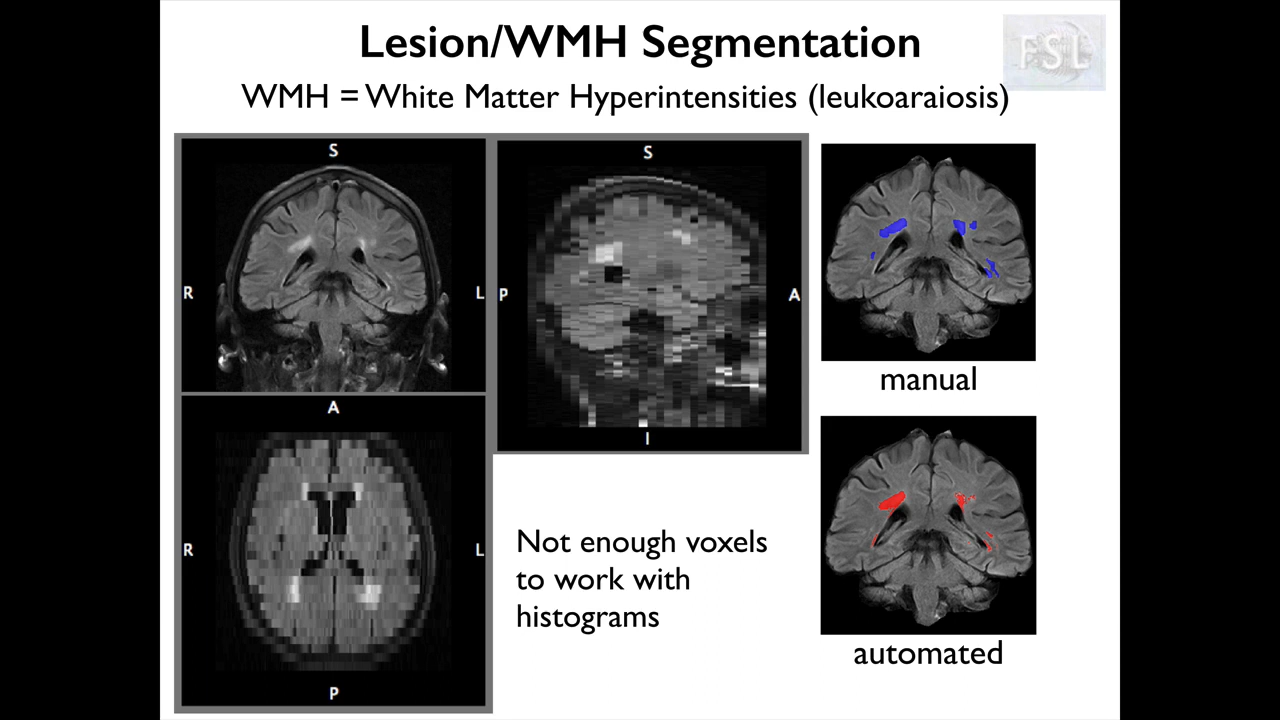 Lesion/WMH Segmentation
FSL
WMH = White Matter Hyperintensities (leukoaraiosis)
S
R
L
S
P
A
I
manual
A
R
L
P
Not enough voxels
to work with
histograms
automated